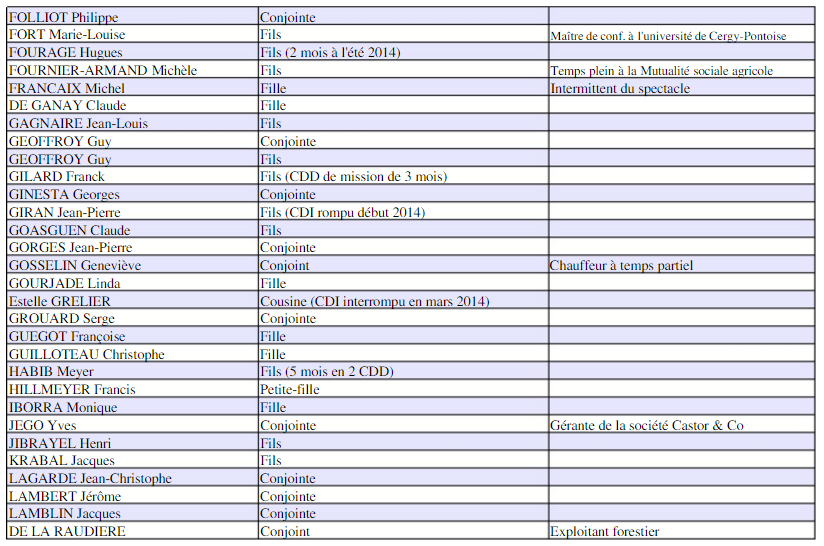 FOLLIOT Philippe Conjointe
FORT Marie-Louise Fils Maître de conf. à l'université de Cergy-Pontoise
FOURAGE Hugues Fils (2 mois à l'été 2014)
FOURNIER-ARMAND Michèle Fils Temps plein à la Mutualité sociale agricole
FRANCAIX Michel Fille Intermittent du spectacle
DE GANAY Claude Fille
GAGNAIRE Jean-Louis Fils
GEOFFROY Guy Conjointe
GEOFFROY Guy Fils
GILARD Franck Fils (CDD de mission de 3 mois)
GINESTA Georges Conjointe
GIRAN Jean-Pierre Fils (CDI rompu début 2014)
GOASGUEN Claude Fils
GORGES Jean-Pierre Conjointe
GOSSELIN Geneviève Conjoint Chauffeur à temps partiel
GOURJADE Linda Fille
Estelle GRELIER Cousine (CDI interrompu en mars 2014)
GROUARD Serge Conjointe
GUEGOT Françoise Fille
GUILLOTEAU Christophe Fille
HABIB Meyer Fils (5 mois en 2 CDD)
HILLMEYER Francis Petite-fille
IBORRA Monique Fille
JEGO Yves Conjointe Gérante de la société Castor & Co
JIBRAYEL Henri Fils
KRABAL Jacques Fils
LAGARDE Jean-Christophe Conjointe
LAMBERT Jérôme Conjointe
LAMBLIN Jacques Conjointe
DE LA RAUDIERE Conjoint Exploitant forestier